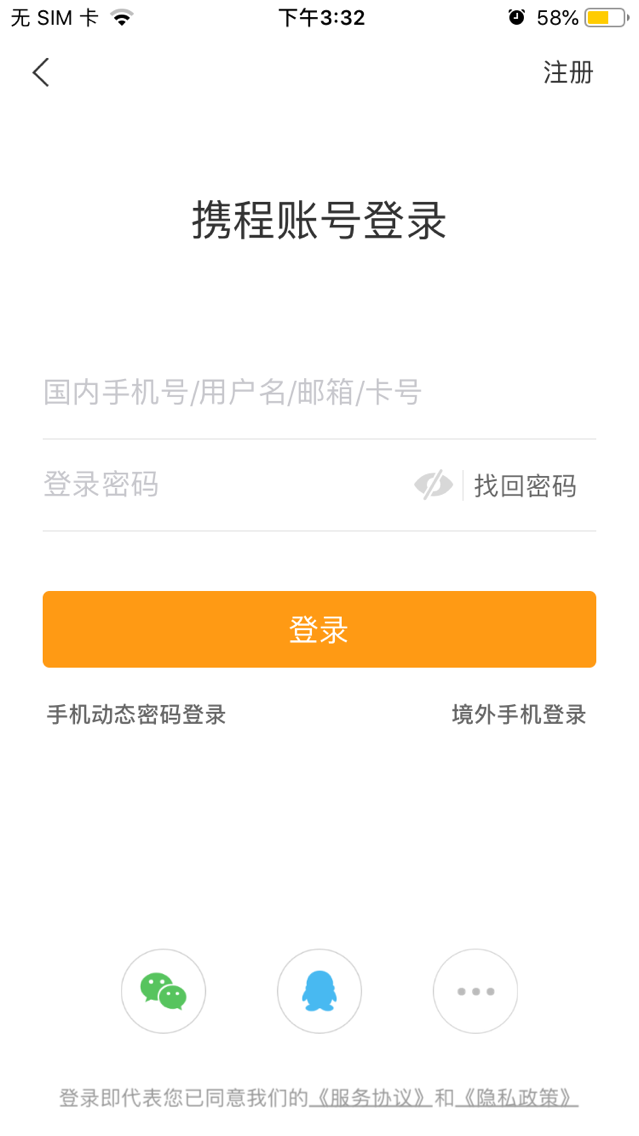 无 SIM 卡 下午3:32 58%
注册
携程账号登录
国内手机号/用户名/邮箱/卡号
登录密码 找回密码
登录
手机动态密码登录 境外手机登录
登录即代表您已同意我们的《服务协议》和《隐私政策》